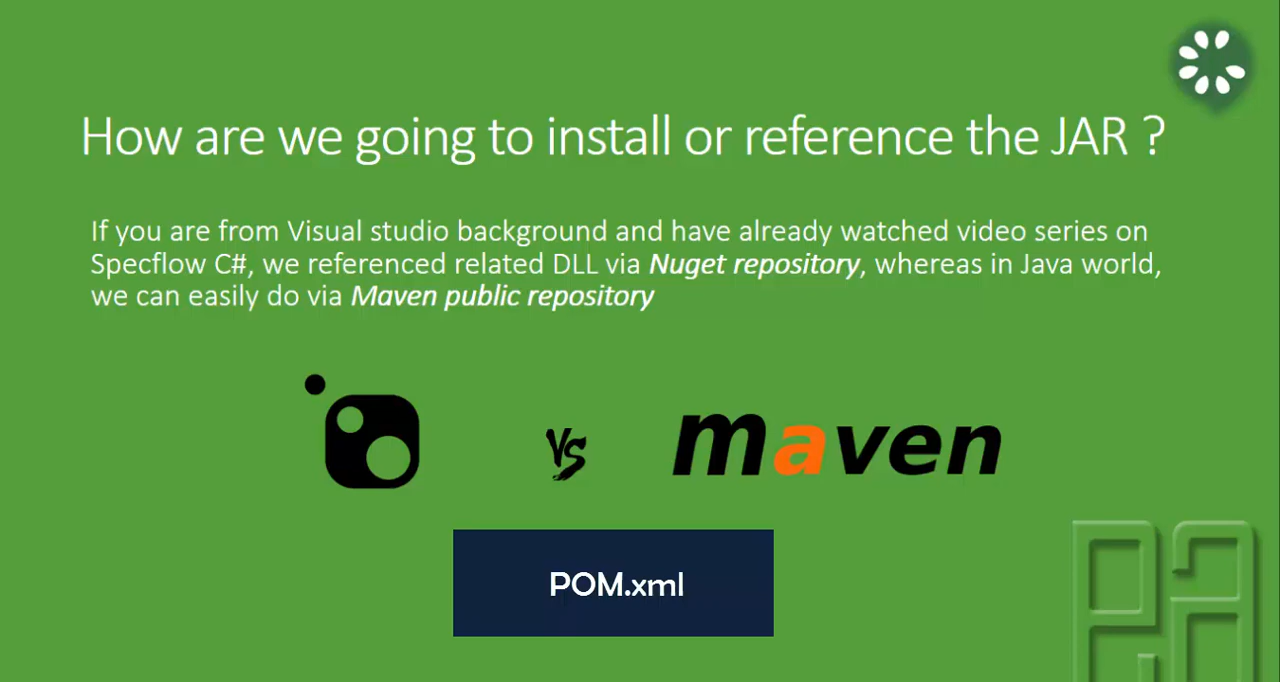 How are we going to install or reference the JAR ?
If you are from Visual studio background and have already watched video series on
Specflow C#, we referenced related DLL via Nuget repository, whereas in Java world,
we can easily do via Maven public repository
VS
maven
POM.xml